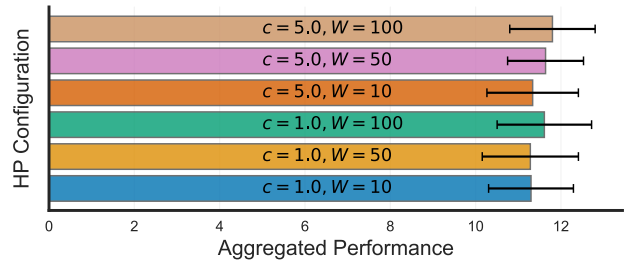 HP Configuration
c = 5.0, W = 100
c = 5.0, W = 50
c = 5.0, W = 10
c = 1.0, W = 100
c = 1.0, W = 50
c = 1.0, W = 10
0 2 4 6 8 10 12
Aggregated Performance